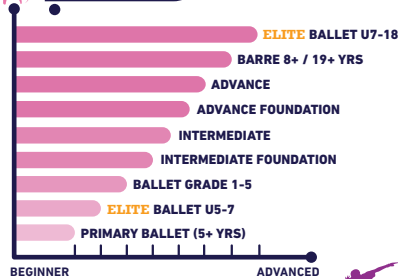 ELITE BALLET U7-18
BARRE 8+ / 19+ YRS
ADVANCE
ADVANCE FOUNDATION
INTERMEDIATE
INTERMEDIATE FOUNDATION
BALLET GRADE 1-5
ELITE BALLET U5-7
PRIMARY BALLET (5+ YRS)
BEGINNER
ADVANCED